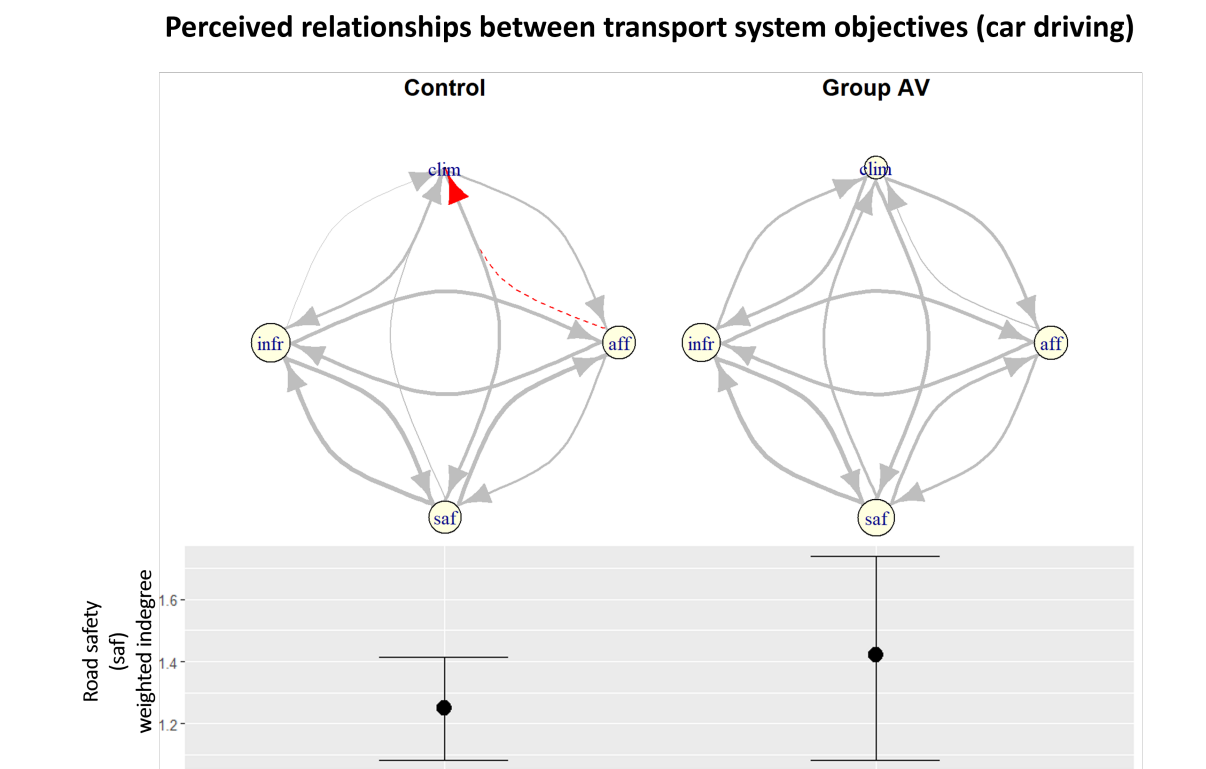 Perceived relationships between transport system objectives (car driving)
Control
Group AV
clim
clim
infr
aff
infr
aff
saf
saf
Road safety
(saf)
weighted indegree
1.6
1.4
1.2